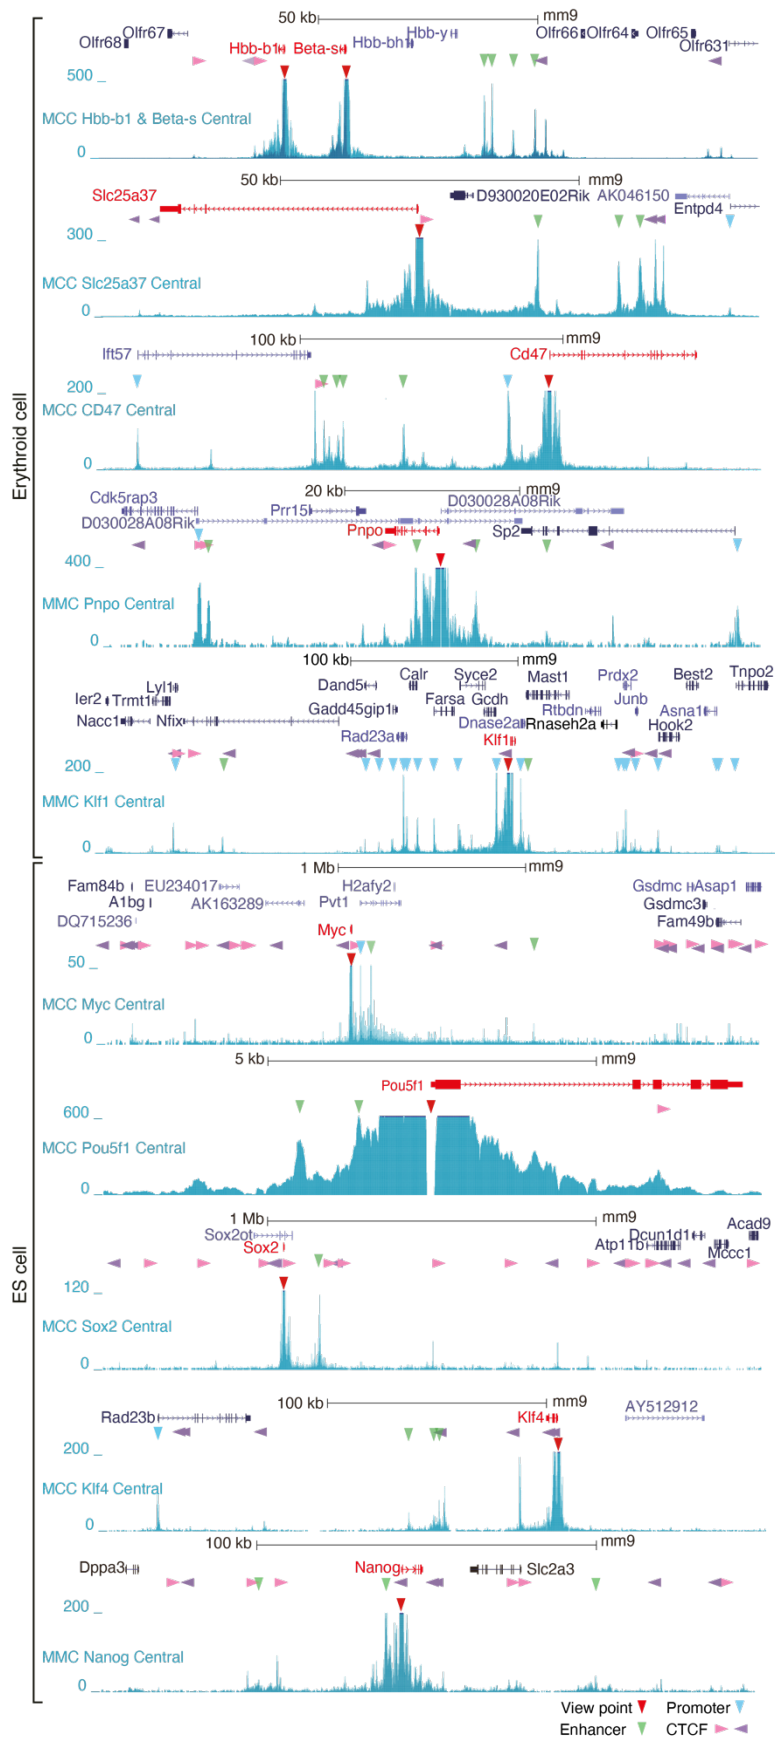 50 kb mm9
Olfr67 Hbb-y Olfr66 Olfr64 Olfr65
Olfr68 Hbb-b1 Beta-s Hbb-bh1 Olfr631
500
MCC Hbb-b1 & Beta-s Central
0
50 kb mm9
Slc25a37 D930020E02Rik AK046150
Entpd4
300
MCC Slc25a37 Central
0
100 kb mm9
Ift57 Cd47
200
MCC CD47 Central
0
Erythroid cell
20 kb mm9
Cdk5rap3 Prr15 D030028A08Rik
D030028A08Rik Pnpo Sp2
400
MMC Pnpo Central
0
100 kb mm9
Calr Syce2 Mast1 Prdx2 Best2 Tnpo2
Lyl1 Dand5
Ier2 Trmt1 Farsa Gcdh Junb
Gadd45gip1 Rtbdn Asna1
Nacc1 Nfix Dnase2a Rnaseh2a Hook2
Rad23a Klf1
200
MMC Klf1 Central
0
1 Mb mm9
Fam84b EU234017 H2afy2 Gsdmc Asap1
A1bg AK163289 Pvt1 Gsdmc3
DQ715236 Myc Fam49b
50
MCC Myc Central
0
5 kb mm9
Pou5f1
600
MCC Pou5f1 Central
0
1 Mb mm9
Sox2ot Dcun1d1 Acad9
Sox2 Atp11b Mccc1
120
MCC Sox2 Central
0
ES cell
100 kb mm9
Rad23b Klf4 AY512912
200
MCC Klf4 Central
0
100 kb mm9
Dppa3 Nanog Slc2a3
200
MMC Nanog Central
0
View point Promoter
Enhancer CTCF